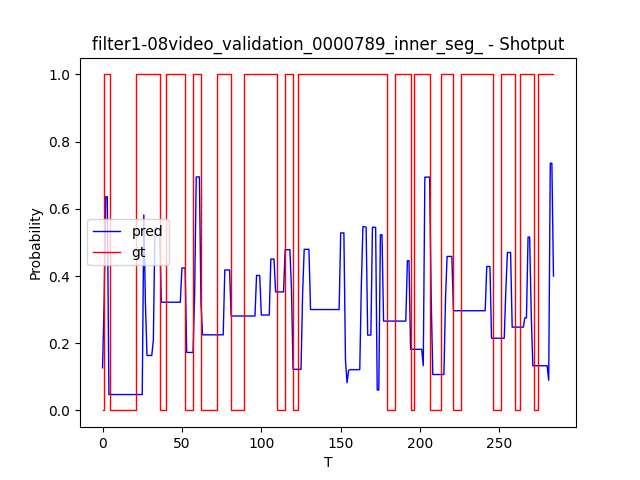 filter1-08video_validation_0000789_inner_seg_ - Shotput
1.0
0.8
0.6
0.4
0.2
0.0
Probability
pred
gt
0 50 100 150 200 250
T